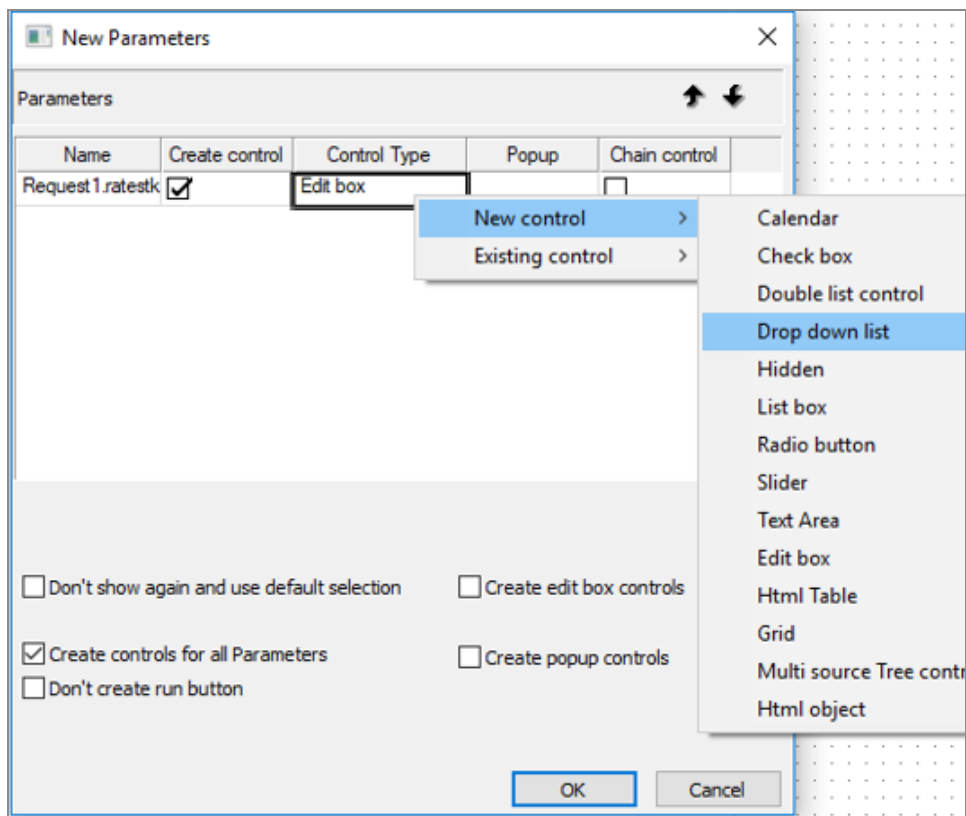 New Parameters
Parameters
Name Create control Control Type Popup Chain control
Request1.ratestk Edit box
New control
Existing control
Calendar
Check box
Double list control
Drop down list
Hidden
List box
Radio button
Slider
Text Area
Edit box
Html Table
Grid
Multi source Tree contr
Html object
Don't show again and use default selection
Create edit box controls
Create controls for all Parameters
Create popup controls
Don't create run button
OK Cancel